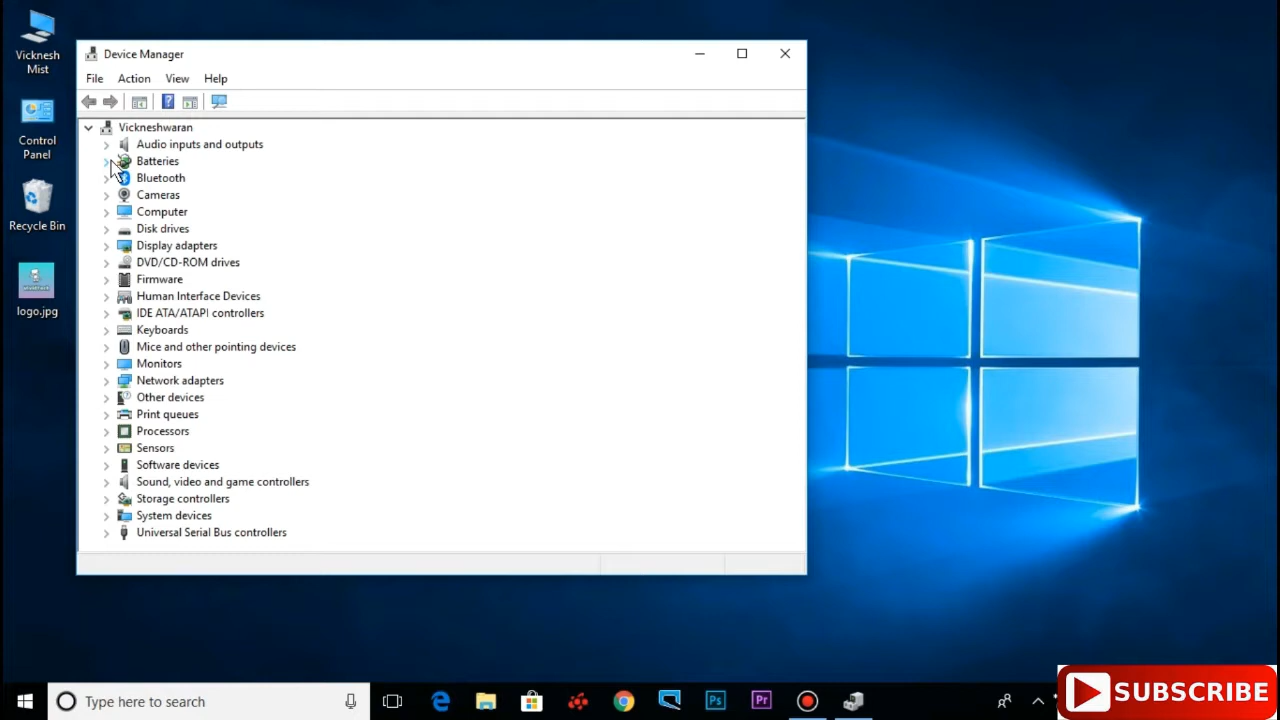 Vicknesh
Mist
Control
Panel
Recycle Bin
logo.jpg
Device Manager
File Action View Help
Vickneshwaran
Audio inputs and outputs
Batteries
Bluetooth
Cameras
Computer
Disk drives
Display adapters
DVD/CD-ROM drives
Firmware
Human Interface Devices
IDE ATA/ATAPI controllers
Keyboards
Mice and other pointing devices
Monitors
Network adapters
Other devices
Print queues
Processors
Sensors
Software devices
Sound, video and game controllers
Storage controllers
System devices
Universal Serial Bus controllers
Type here to search
Ps
Pr
SUBSCRIBE